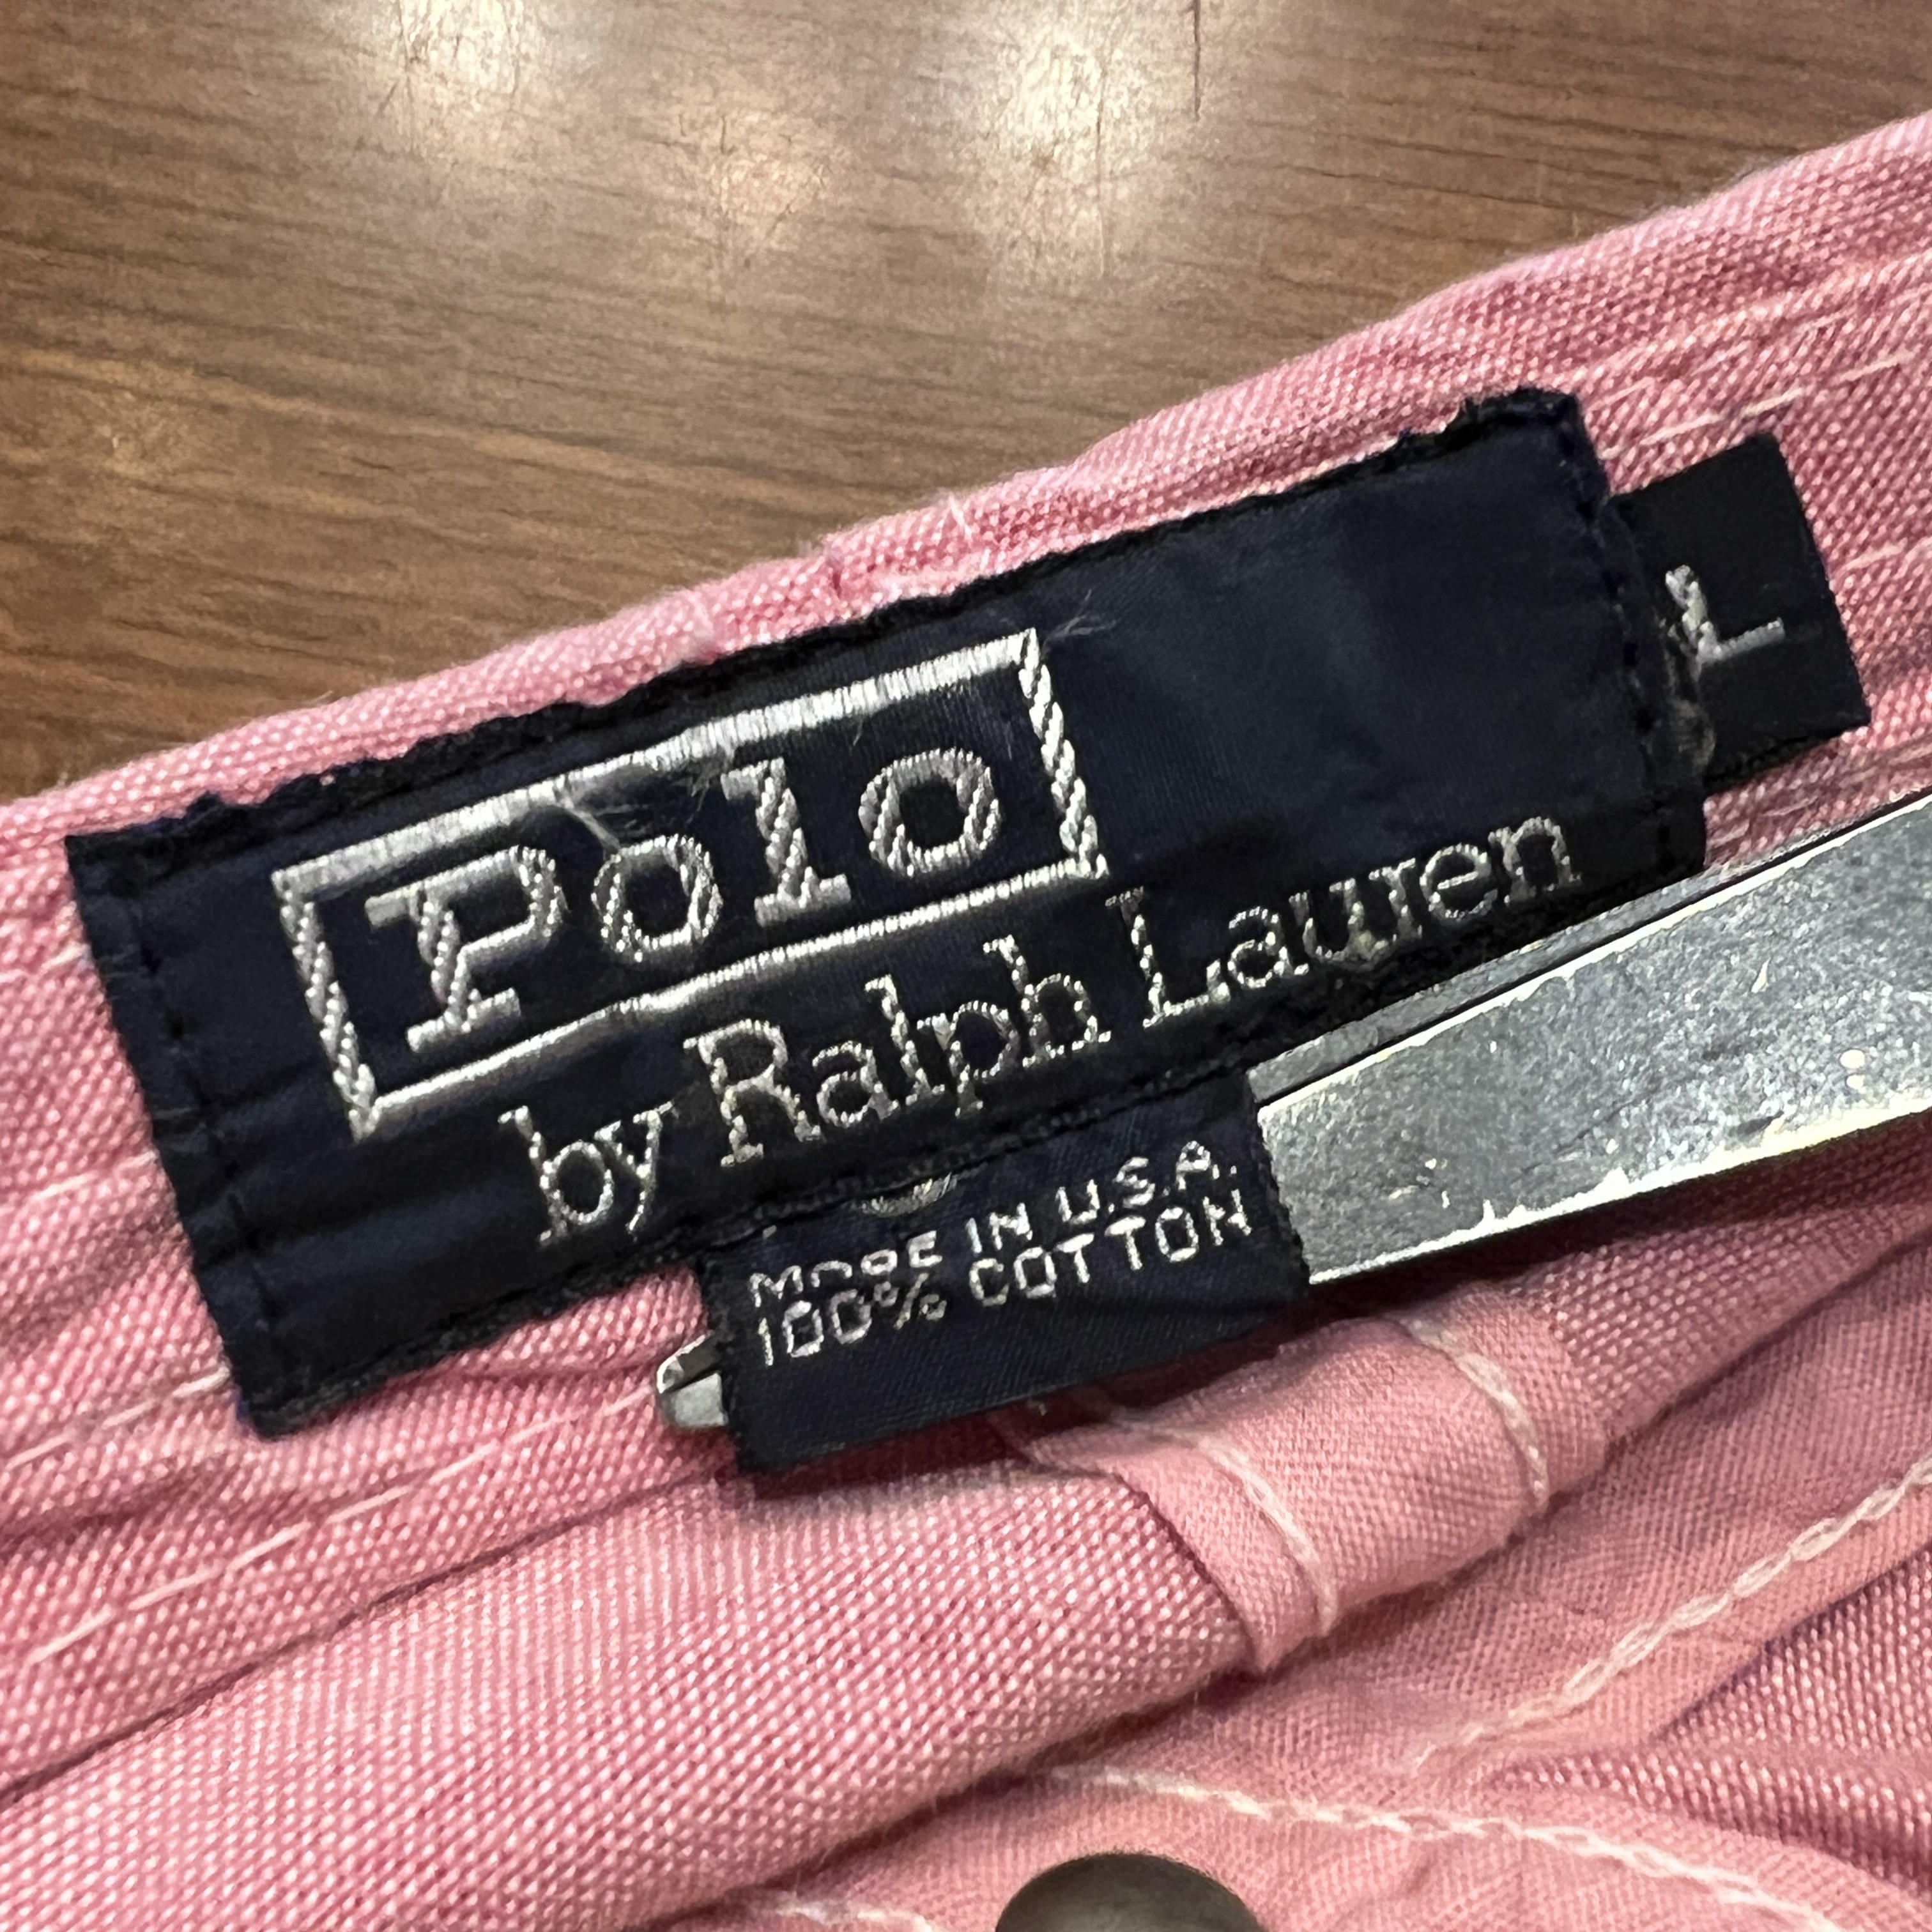 Polo
by Ralph Lauren
L
MADE IN U.S.A.
100% COTTON